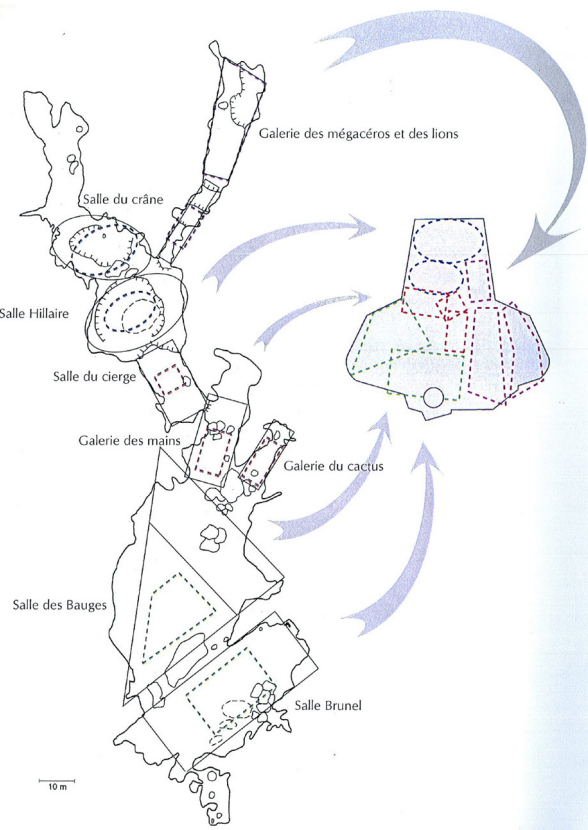 Galerie des mégacéros et des lions
Salle du crâne
Salle Hillaire
Salle du cierge
Galerie des mains
Galerie du cactus
Salle des Bauges
Salle Brunel
10 m